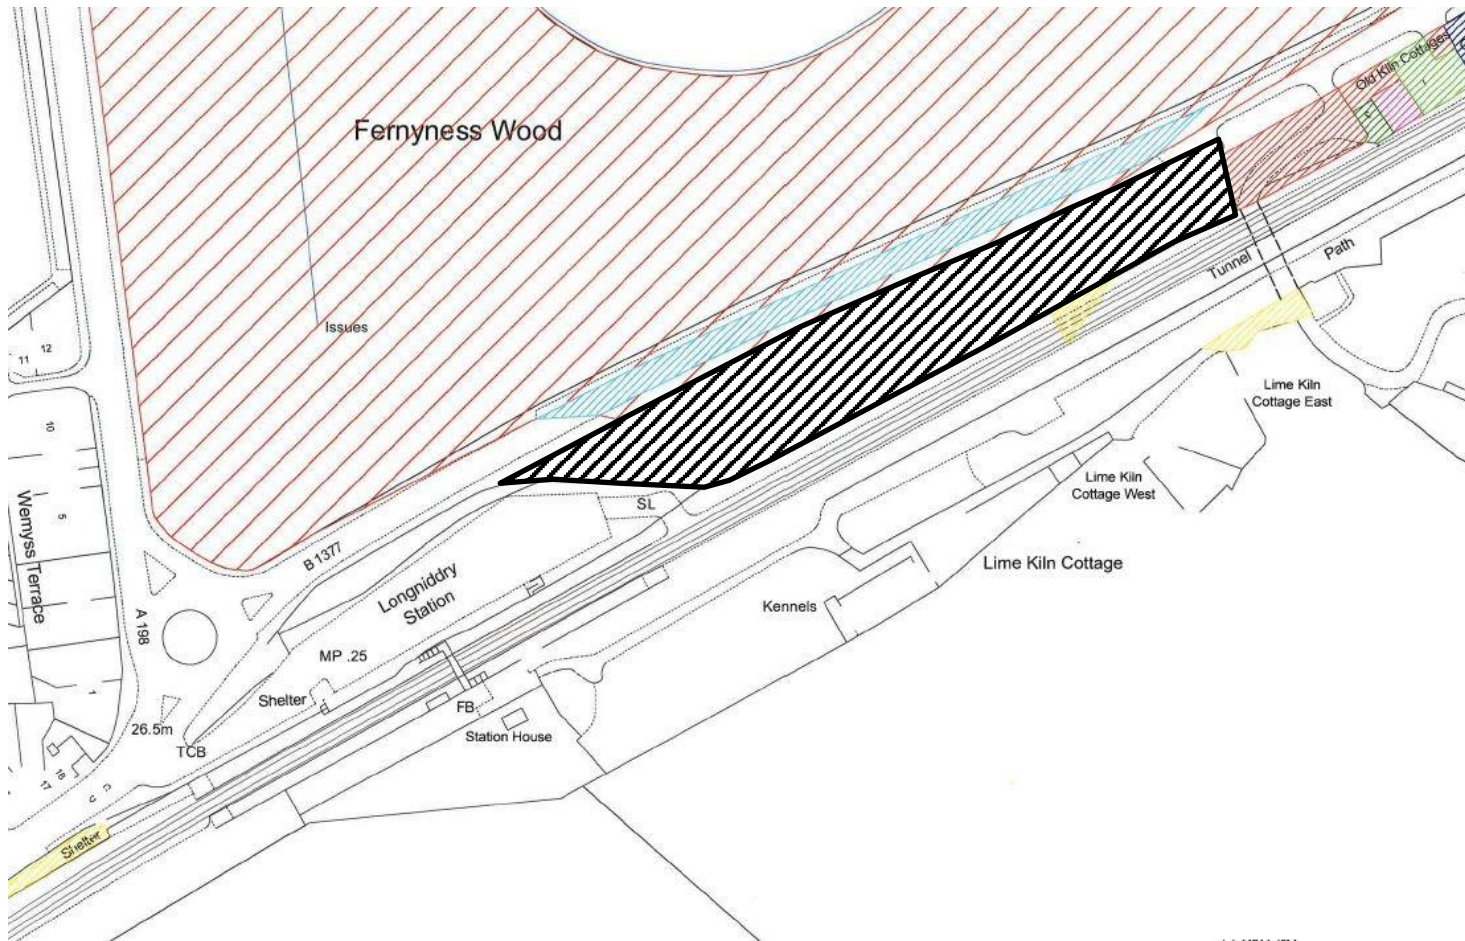 Old Kiln Cottages
1
Fernyness Wood
Issues
12
11
10
5
1
Wemyss Terrace
Tunnel
Path
Lime Kiln
Cottage East
Lime Kiln
Cottage West
SL
B 1377
Longniddry
Station
Lime Kiln Cottage
Kennels
A 198
MP .25
Shelter
FB
Station House
26.5m
TCB
17
18
Shelter